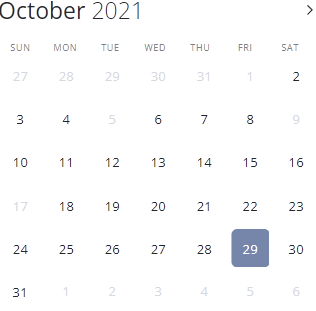 October 2021
SUN MON TUE WED THU FRI SAT
27 28 29 30 31 1 2
3 4 5 6 7 8 9
10 11 12 13 14 15 16
17 18 19 20 21 22 23
24 25 26 27 28 29 30
31 1 2 3 4 5 6